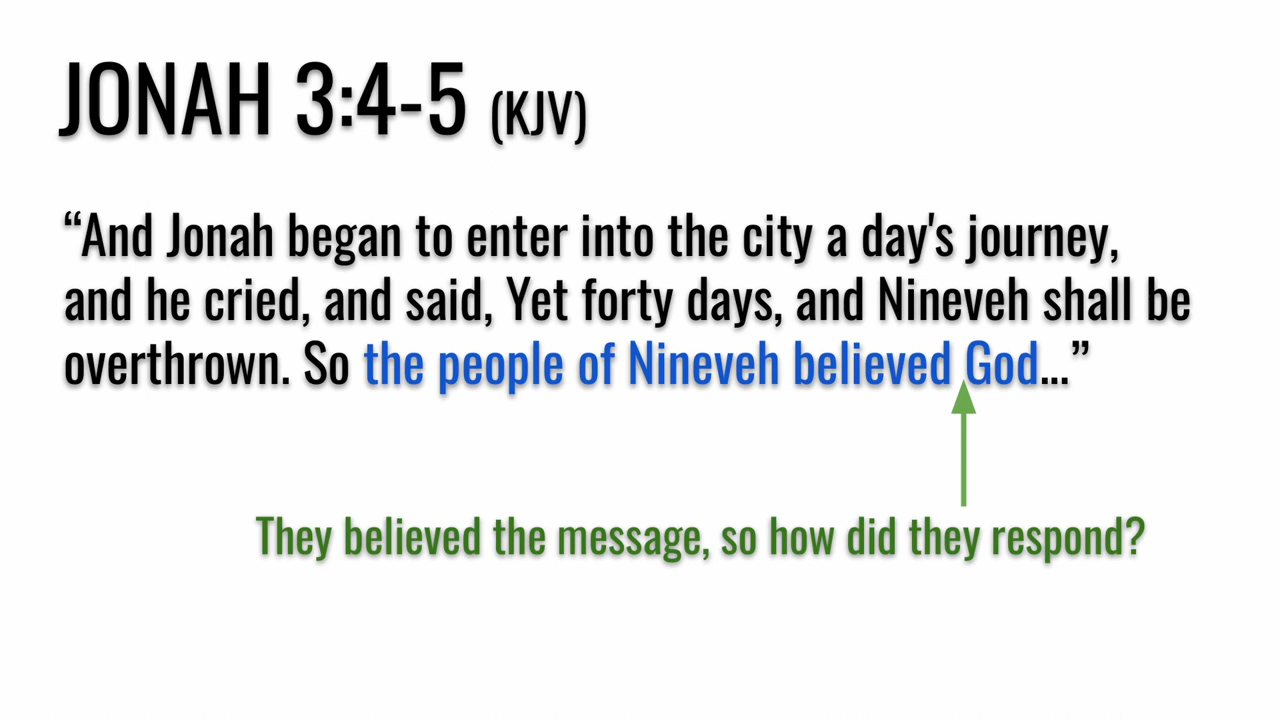 JONAH 3:4-5 (KJV)
“And Jonah began to enter into the city a day's journey,
and he cried, and said, Yet forty days, and Nineveh shall be
overthrown. So the people of Nineveh believed God...”
They believed the message, so how did they respond?